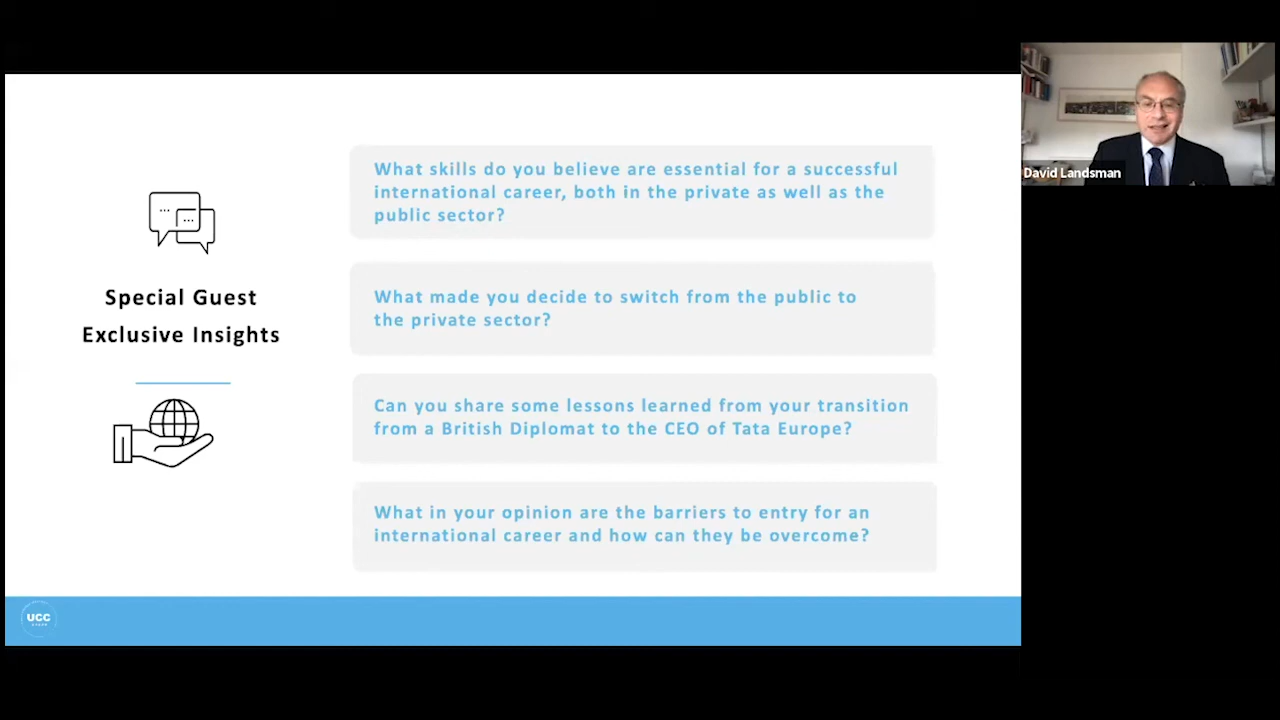 Special Guest
Exclusive Insights
What skills do you believe are essential for a successful
international career, both in the private as well as the
public sector?
What made you decide to switch from the public to
the private sector?
Can you share some lessons learned from your transition
from a British Diplomat to the CEO of Tata Europe?
What in your opinion are the barriers to entry for an
international career and how can they be overcome?
UCC
David Landsman